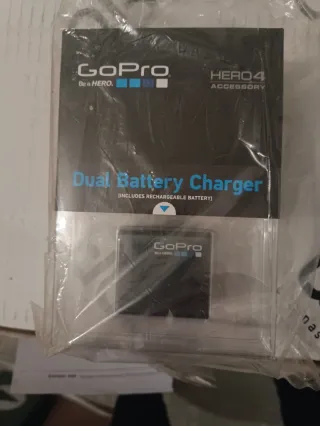 GoPro
Be a HERO.
HERO4
ACCESSORY
Dual Battery Charger
(INCLUDES RECHARGEABLE BATTERY)
GoPro
Be a HERO.